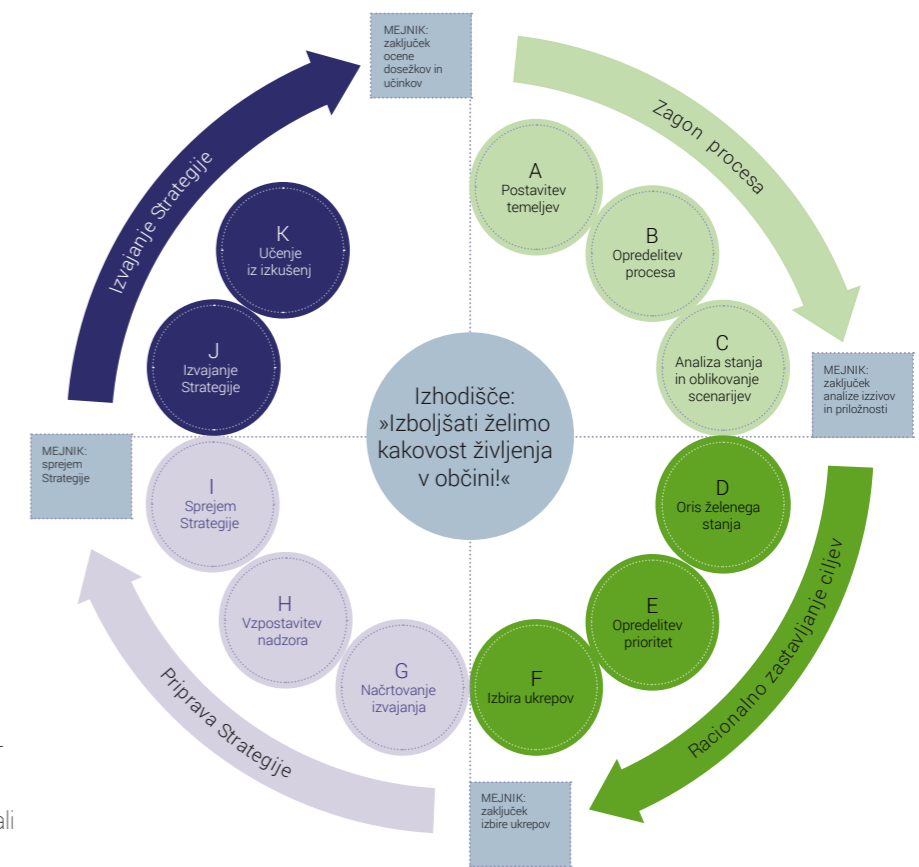 MEJNIK:
zaključek
ocene
dosežkov in
učinkov
Zagon procesa
A
Postavitev
temeljev
B
Opredelitev
procesa
C
Analiza stanja
in oblikovanje
scenarijev
MEJNIK:
zaključek
analize izzivov
in priložnosti
Izhodišče:
»Izboljšati želimo
kakovost življenja
v občini!«
D
Oris želenega
stanja
E
Opredelitev
prioritet
F
Izbira ukrepov
Racionalno zastavljanje ciljev
MEJNIK:
zaključek
izbire ukrepov
G
Načrtovanje
izvajanja
H
Vzpostavitev
nadzora
I
Sprejem
Strategije
Priprava Strategije
MEJNIK:
sprejem
Strategije
J
Izvajanje
Strategije
K
Učenje
iz izkušenj
Izvajanje Strategije
-
ali